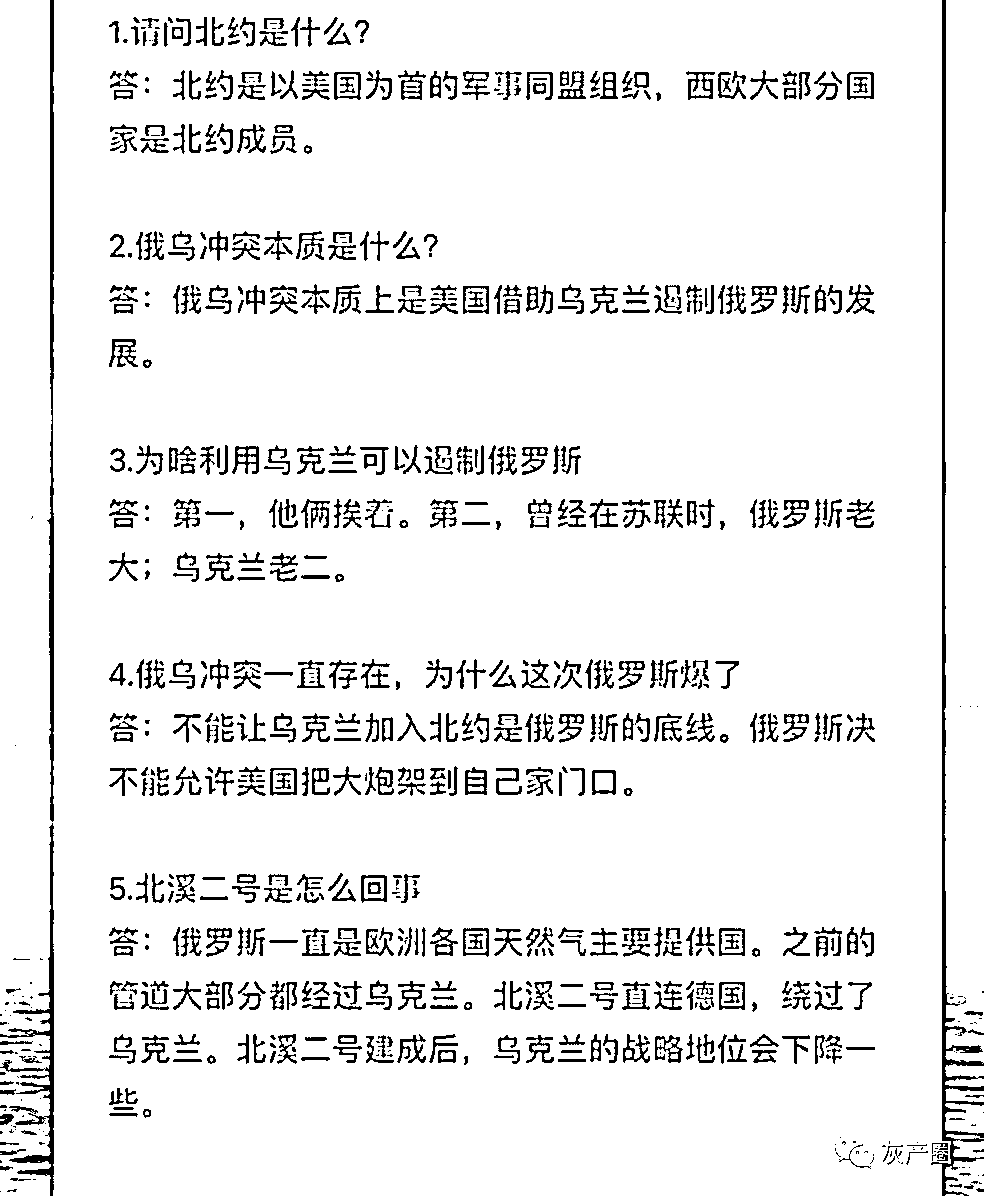 1.请问北约是什么？
答：北约是以美国为首的军事同盟组织，西欧大部分国
家是北约成员。
2.俄乌冲突本质是什么？
答：俄乌冲突本质上是美国借助乌克兰遏制俄罗斯的发
展。
3.为啥利用乌克兰可以遏制俄罗斯
答：第一，他俩挨着。第二，曾经在苏联时，俄罗斯老
大；乌克兰老二。
4.俄乌冲突一直存在，为什么这次俄罗斯爆了
答：不能让乌克兰加入北约是俄罗斯的底线。俄罗斯决
不能允许美国把大炮架到自己家门口。
5.北溪二号是怎么回事
答：俄罗斯一直是欧洲各国天然气主要提供国。之前的
管道大部分都经过乌克兰。北溪二号直连德国，绕过了
乌克兰。北溪二号建成后，乌克兰的战略地位会下降一
些。
灰产圈